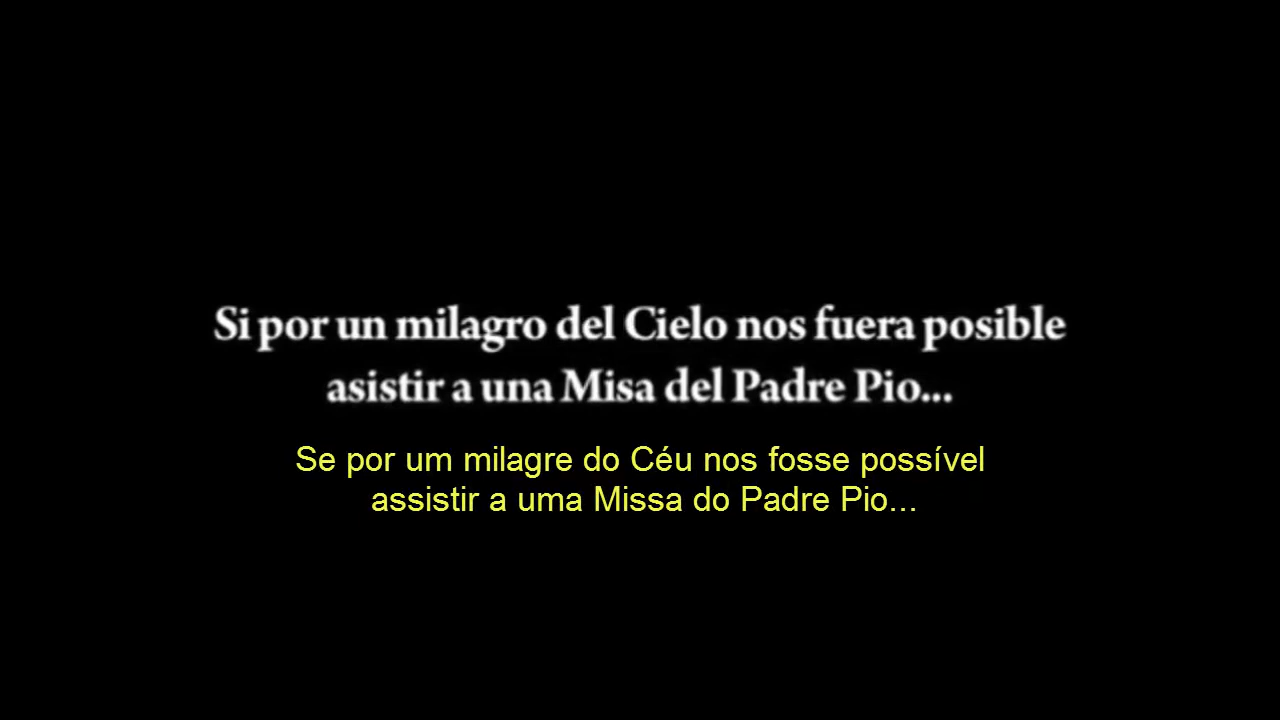 Si por un milagro del Cielo nos fuera posible
asistir a una Misa del Padre Pio...
Se por um milagre do Céu nos fosse possível
assistir a uma Missa do Padre Pio...